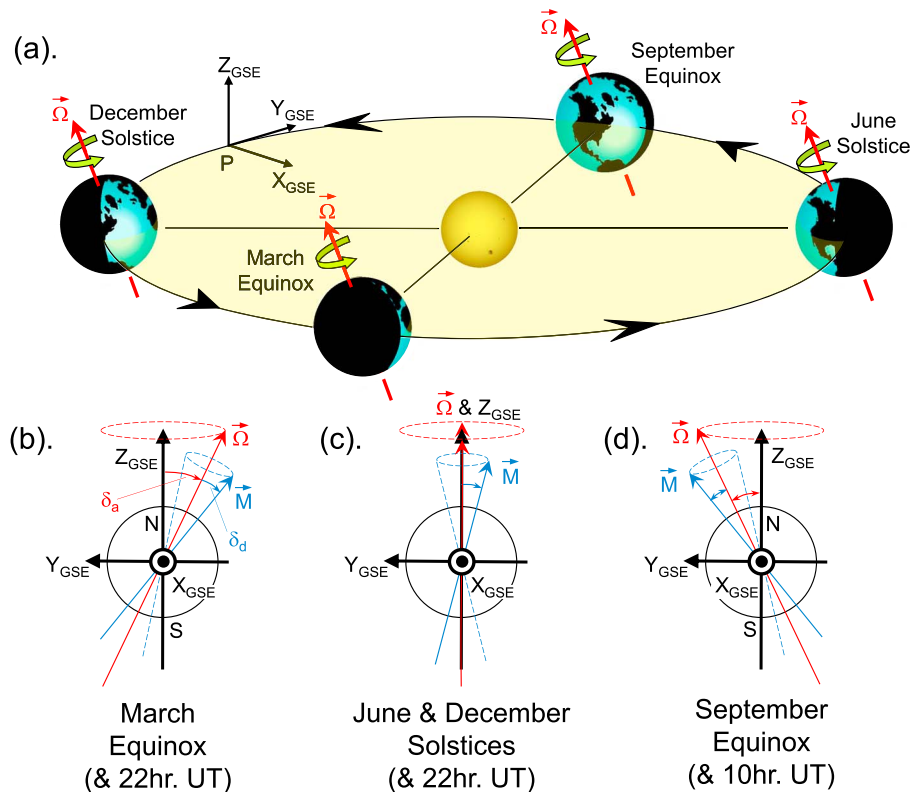 (a).
Z_GSE
Y_GSE
X_GSE
P
Ω⃗
December
Solstice
Ω⃗
September
Equinox
Ω⃗
June
Solstice
Ω⃗
March
Equinox
(b).
Ω⃗
Z_GSE
M⃗
δ_a
δ_d
N
Y_GSE
X_GSE
S
March
Equinox
(& 22hr. UT)
(c).
Ω⃗ & Z_GSE
M⃗
Y_GSE
X_GSE
June & December
Solstices
(& 22hr. UT)
(d).
Ω⃗
Z_GSE
M⃗
N
Y_GSE
X_GSE
S
September
Equinox
(& 10hr. UT)